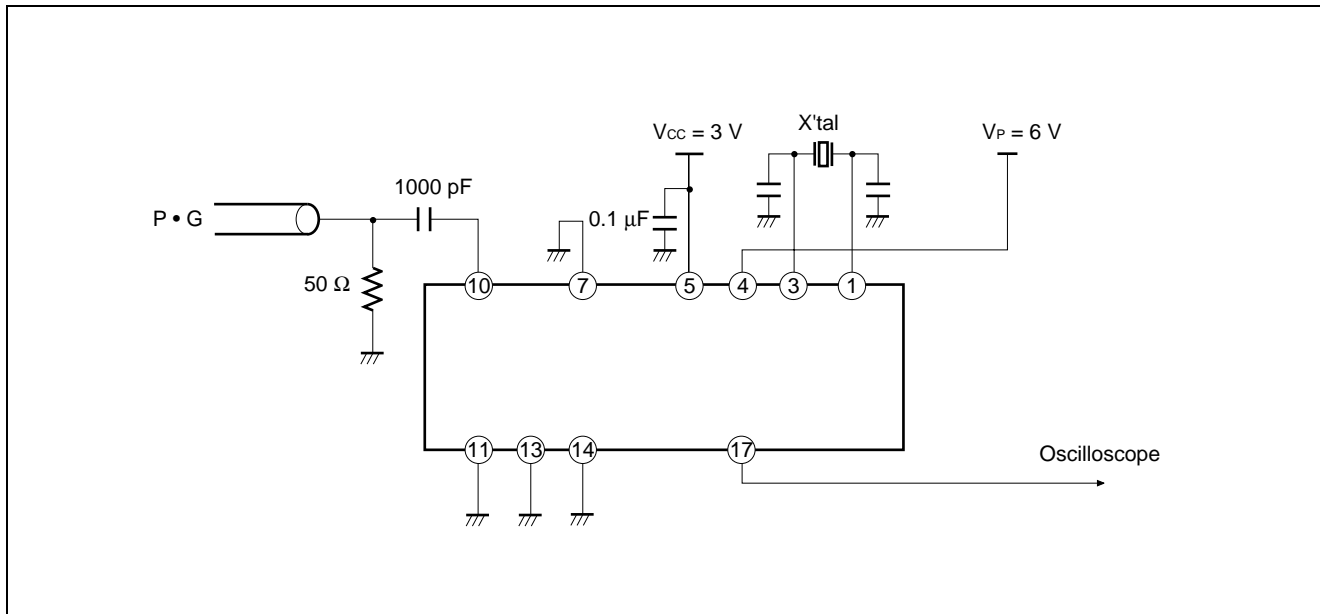 X'tal
VCC = 3 V
VP = 6 V
1000 pF
P • G
0.1 µF
50 Ω
10
7
5
4
3
1
11
13
14
17
Oscilloscope